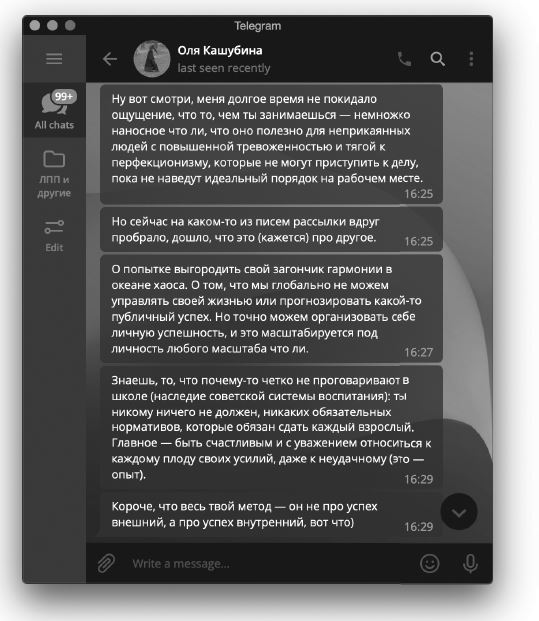 Telegram
Оля Кашубина
last seen recently
99+
All chats
ЛПП и
другие
Edit
Ну вот смотри, меня долгое время не покидало
ощущение, что то, чем ты занимаешься — немножко
наносное что ли, что оно полезно для неприкаянных
людей с повышенной тревоженностью и тягой к
перфекционизму, которые не могут приступить к делу,
пока не наведут идеальный порядок на рабочем месте.
16:25
Но сейчас на каком-то из писем рассылки вдруг
пробрало, дошло, что это (кажется) про другое.
16:25
О попытке выгородить свой загончик гармонии в
океане хаоса. О том, что мы глобально не можем
управлять своей жизнью или прогнозировать какой-то
публичный успех. Но точно можем организовать себе
личную успешность, и это масштабируется под
личность любого масштаба что ли.
16:27
Знаешь, то, что почему-то четко не проговаривают в
школе (наследие советской системы воспитания): ты
никому ничего не должен, никаких обязательных
нормативов, которые обязан сдать каждый взрослый.
Главное — быть счастливым и с уважением относиться к
каждому плоду своих усилий, даже к неудачному (это —
опыт).
16:29
Короче, что весь твой метод — он не про успех
внешний, а про успех внутренний, вот что)
16:29
Write a message...